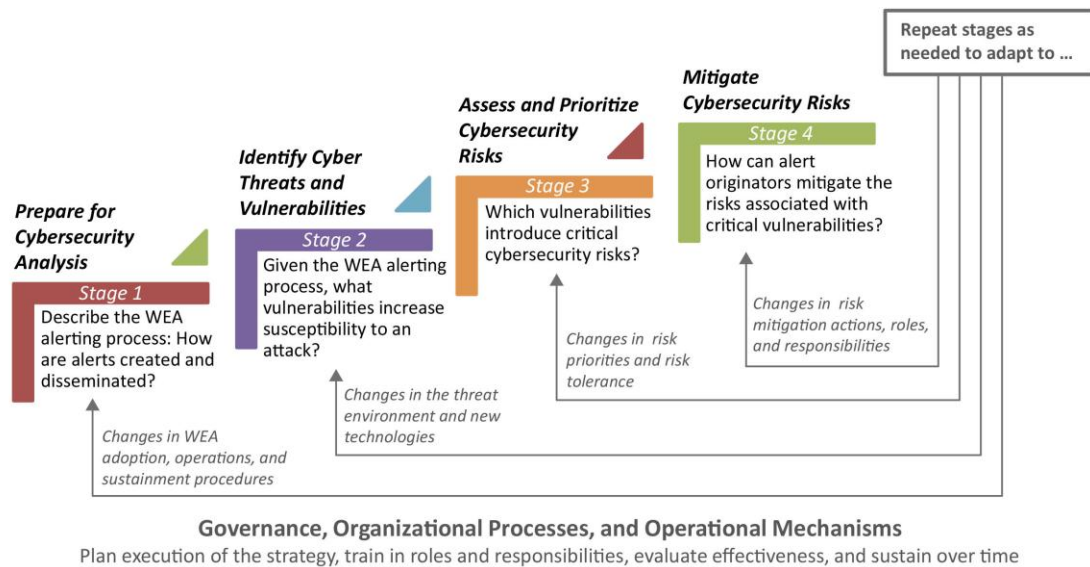 Repeat stages as
needed to adapt to ...
Mitigate
Cybersecurity Risks
Stage 4
How can alert
originators mitigate the
risks associated with
critical vulnerabilities?
Changes in risk
mitigation actions, roles,
and responsibilities
Assess and Prioritize
Cybersecurity
Risks
Stage 3
Which vulnerabilities
introduce critical
cybersecurity risks?
Changes in risk
priorities and risk
tolerance
Identify Cyber
Threats and
Vulnerabilities
Stage 2
Given the WEA alerting
process, what
vulnerabilities increase
susceptibility to an
attack?
Changes in the threat
environment and new
technologies
Prepare for
Cybersecurity
Analysis
Stage 1
Describe the WEA
alerting process: How
are alerts created and
disseminated?
Changes in WEA
adoption, operations, and
sustainment procedures
Governance, Organizational Processes, and Operational Mechanisms
Plan execution of the strategy, train in roles and responsibilities, evaluate effectiveness, and sustain over time